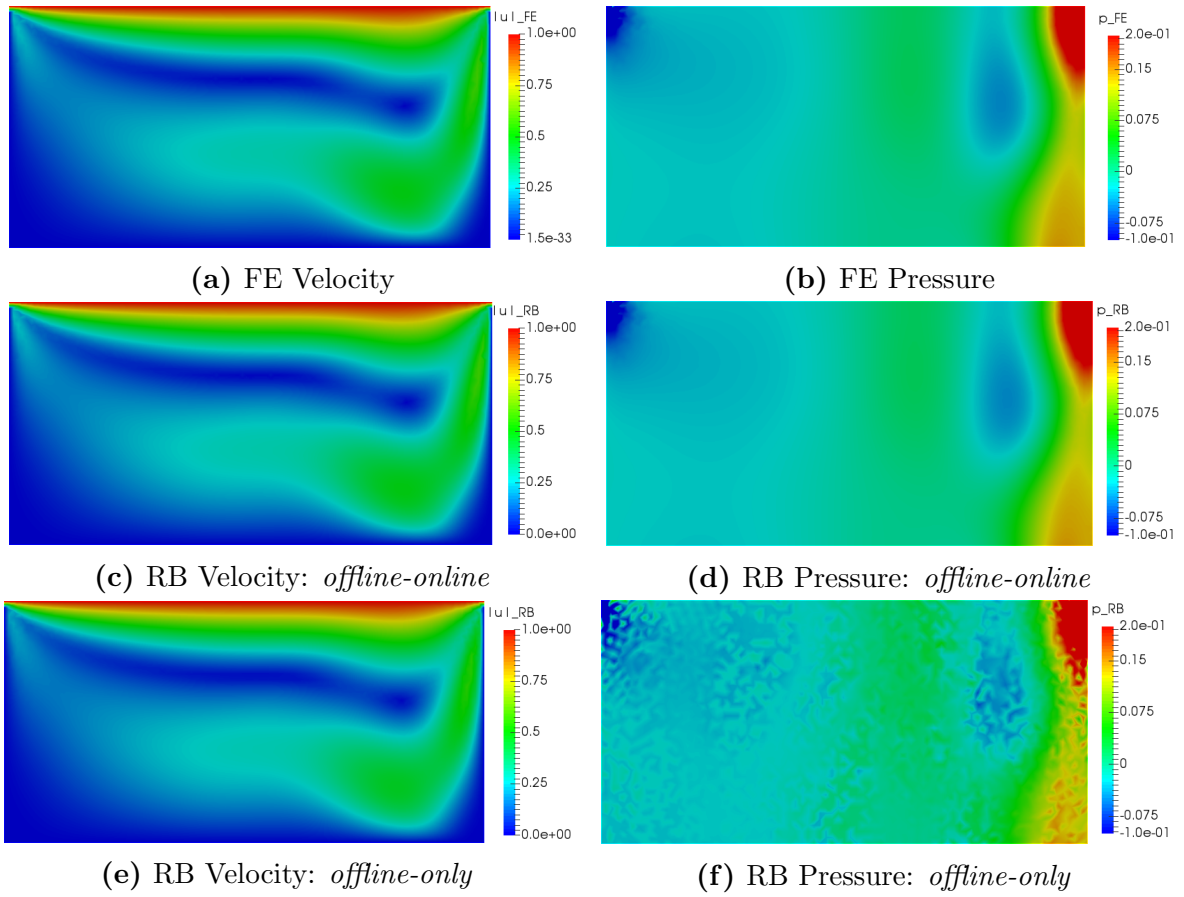 |u|_FE
1.0e+00
0.75
0.5
0.25
1.5e-33
p_FE
2.0e-01
0.15
0.075
0
-0.075
-1.0e-01
(a) FE Velocity
(b) FE Pressure
|u|_RB
1.0e+00
0.75
0.5
0.25
0.0e+00
p_RB
2.0e-01
0.15
0.075
0
-0.075
-1.0e-01
(c) RB Velocity: offline-online
(d) RB Pressure: offline-online
|u|_RB
1.0e+00
0.75
0.5
0.25
0.0e+00
p_RB
2.0e-01
0.15
0.075
0
-0.075
-1.0e-01
(e) RB Velocity: offline-only
(f) RB Pressure: offline-only